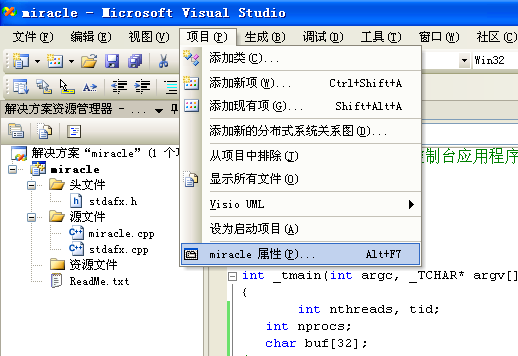 miracle - Microsoft Visual Studio
文件(F) 编辑(E) 视图(V) 项目(P) 生成(B) 调试(D) 工具(T) 窗口(W) 社区(C)
Win32
添加类(C)...
添加新项(W)... Ctrl+Shift+A
添加现有项(G)... Shift+Alt+A
添加新的分布式系统关系图(D)...
从项目中排除(J)
显示所有文件(O)
Visio UML
设为启动项目(A)
miracle 属性(P)... Alt+F7
解决方案资源管理器 - ...
解决方案“miracle”(1 个项
miracle
头文件
stdafx.h
源文件
miracle.cpp
stdafx.cpp
资源文件
ReadMe.txt
控制台应用程序
int _tmain(int argc, _TCHAR* argv[]
{
int nthreads, tid;
int nprocs;
char buf[32];